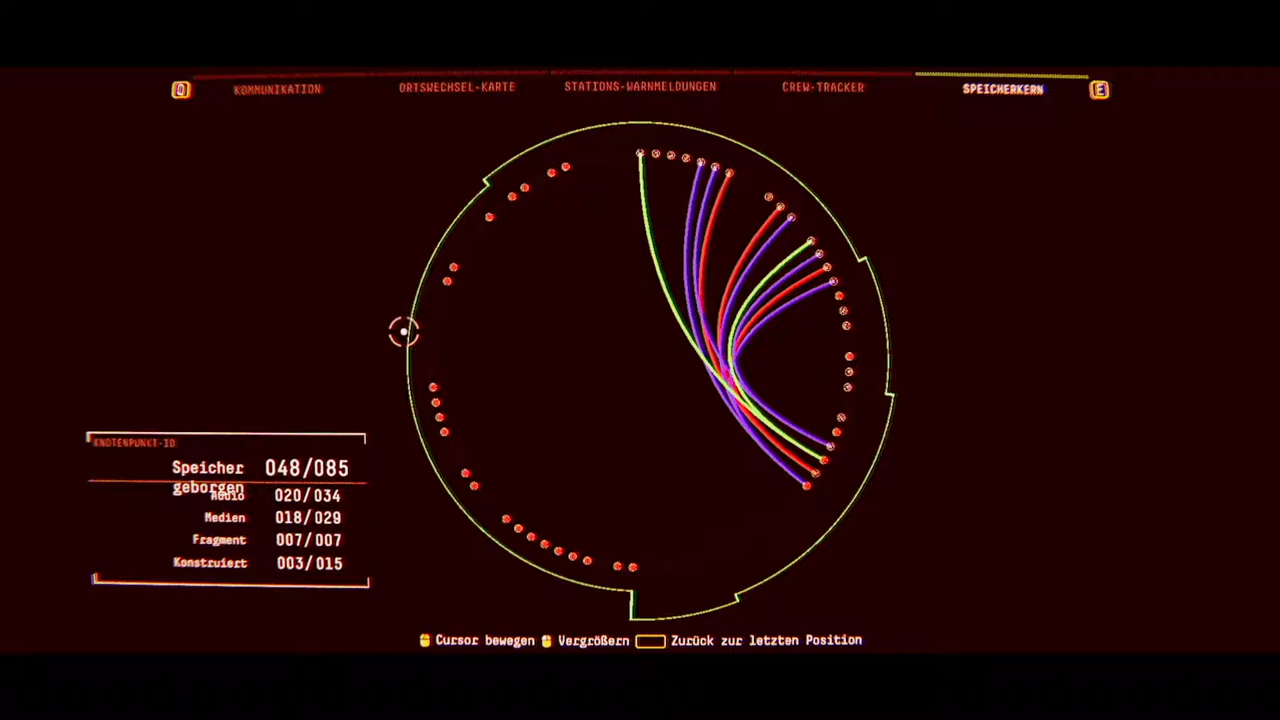 Q KOMMUNIKATION ORTSWECHSEL-KARTE STATIONS-WARNMELDUNGEN CREW-TRACKER SPEICHERKERN E
KNOTENPUNKT-ID
Speicher geborgen 048/085
Audio 020/034
Medien 018/029
Fragment 007/007
Konstruiert 003/015
Cursor bewegen Vergrößern Zurück zur letzten Position